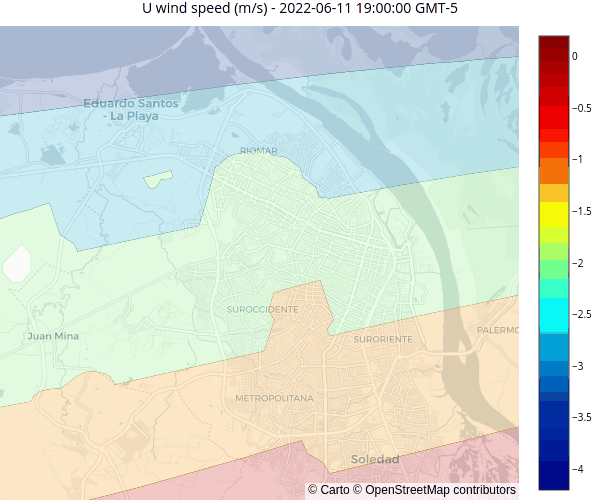 U wind speed (m/s) - 2022-06-11 19:00:00 GMT-5
Eduardo Santos
- La Playa
RIOMAR
SUROCCIDENTE
Juan Mina
SURORIENTE
PALERMO
METROPOLITANA
Soledad
© Carto © OpenStreetMap contributors
0
−0.5
−1
−1.5
−2
−2.5
−3
−3.5
−4